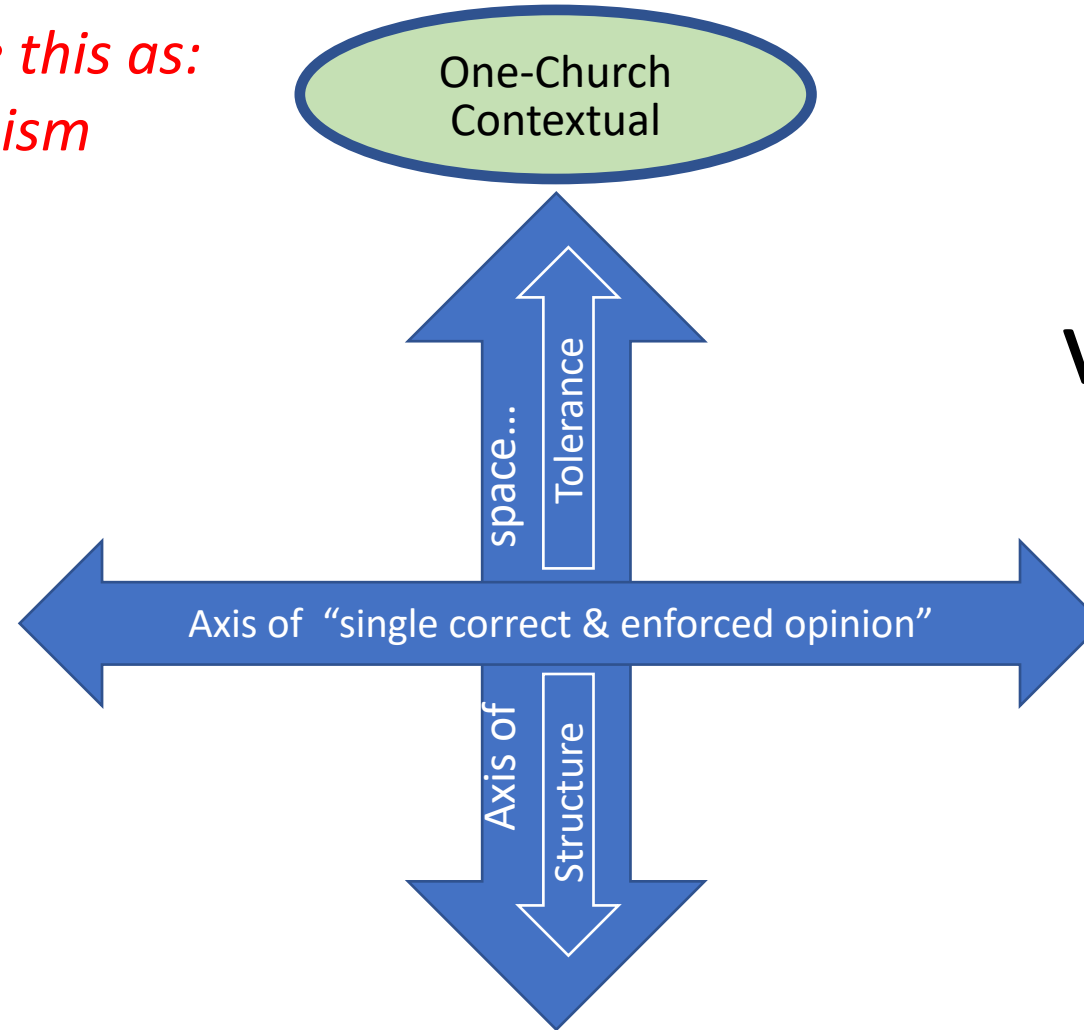 this as:
ism
One-Church
Contextual
space...
Tolerance
Axis of “single correct & enforced opinion”
Axis of
Structure